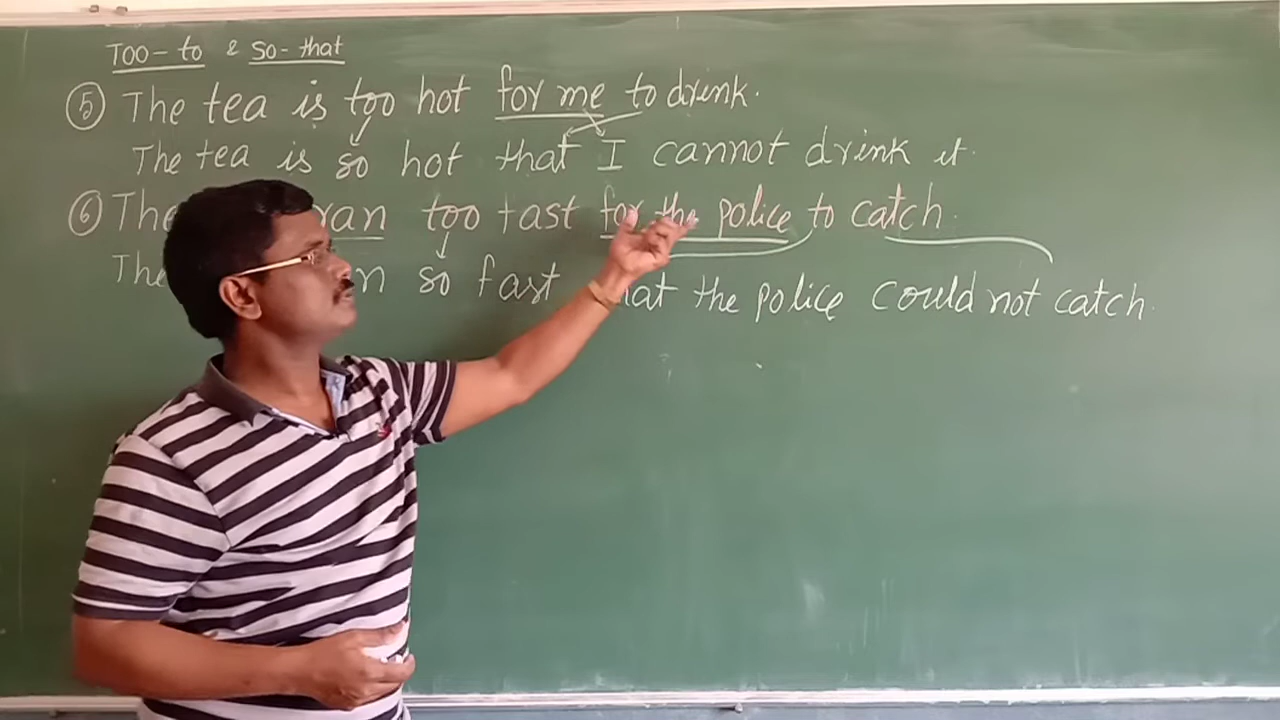 Too-to & So-that
⑤ The tea is too hot for me to drink.
The tea is so hot that I cannot drink it.
⑥ The ran too fast for the police to catch.
The so fast that the police could not catch.